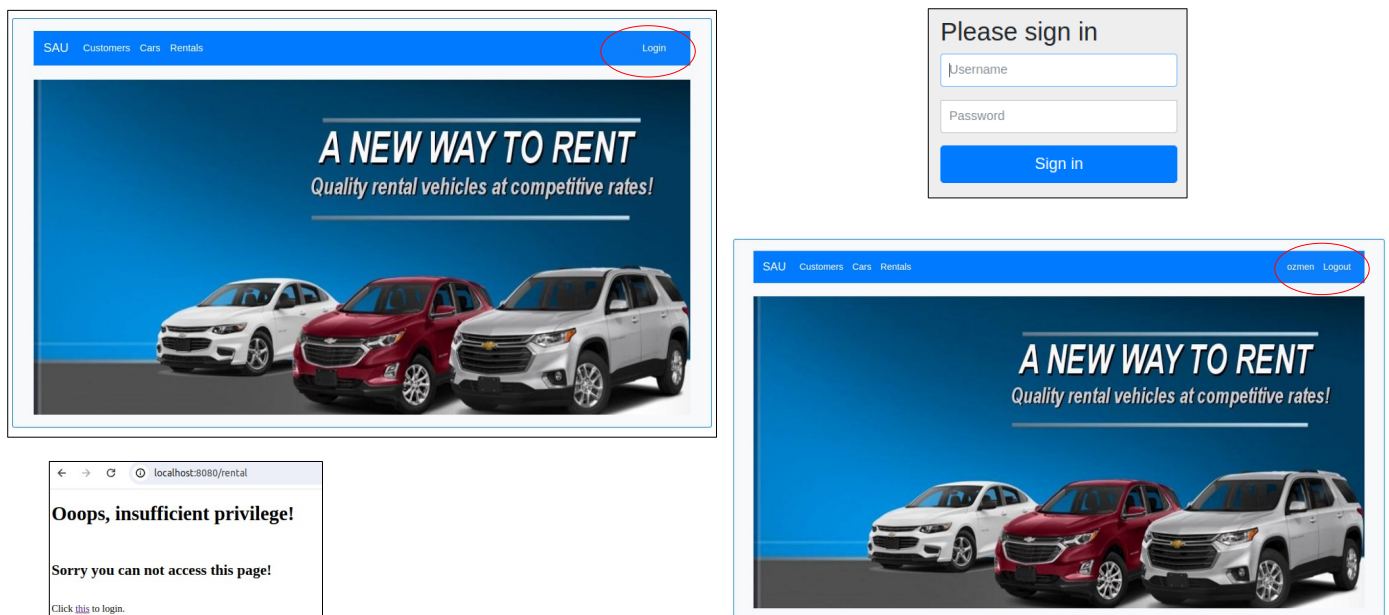 SAU Customers Cars Rentals Login
A NEW WAY TO RENT
Quality rental vehicles at competitive rates!
Please sign in
Username
Password
Sign in
SAU Customers Cars Rentals ozmen Logout
A NEW WAY TO RENT
Quality rental vehicles at competitive rates!
localhost:8080/rental
Ooops, insufficient privilege!
Sorry you can not access this page!
Click this to login.